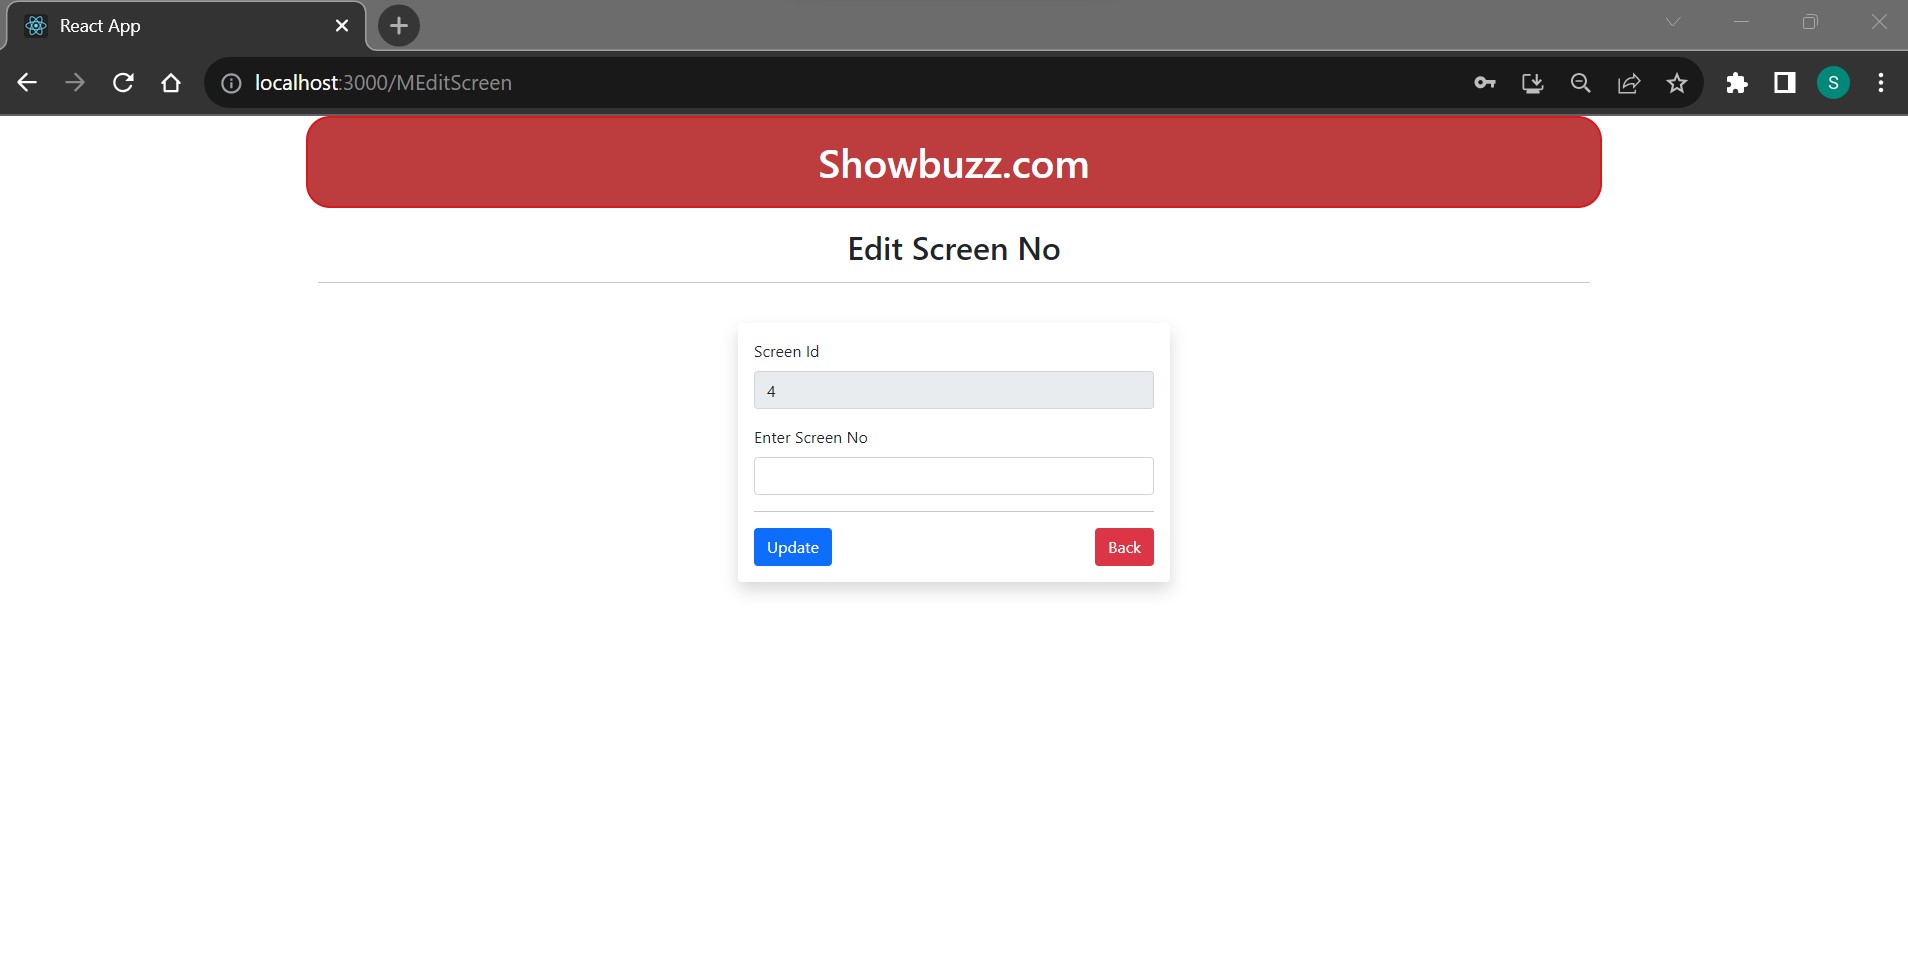 React App
localhost:3000/MEditScreen
S
Showbuzz.com
Edit Screen No
Screen Id
4
Enter Screen No
Update
Back